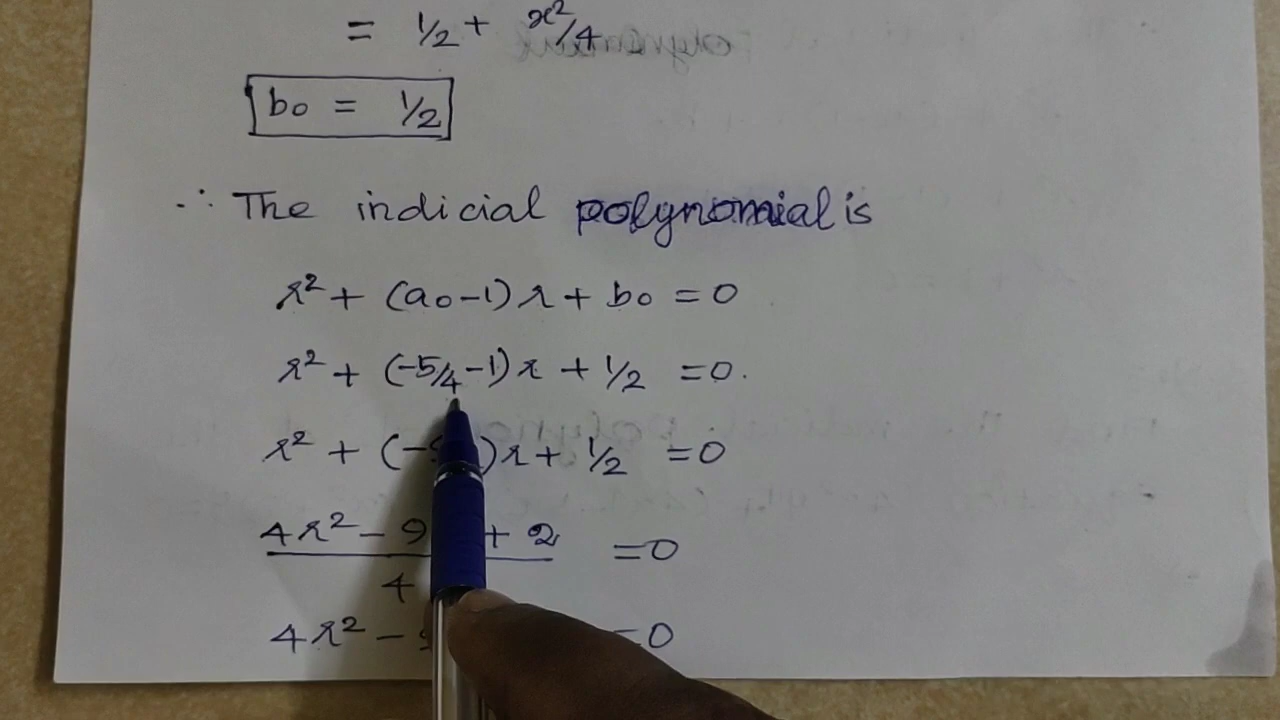 = 1/2 + x²/4
b₀ = 1/2
∴ The indicial polynomial is
r² + (a₀-1)r + b₀ = 0
r² + (-5/4-1)r + 1/2 = 0.
r² + (- )r + 1/2 = 0
4r² - 9 + 2 = 0
4
4r² - = 0